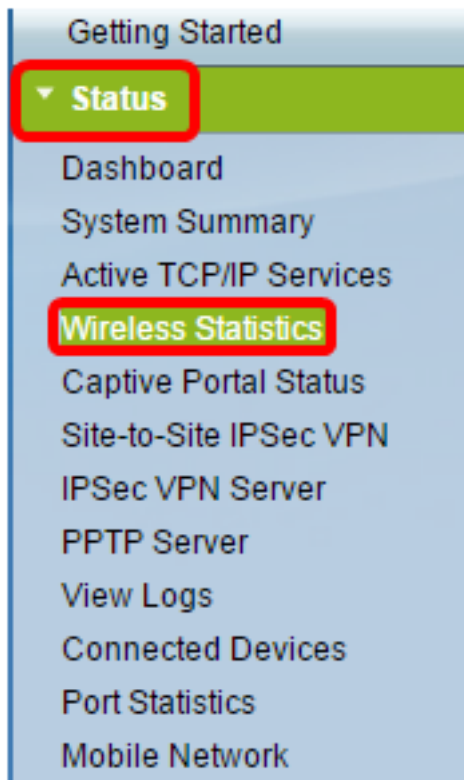 Getting Started
Status
Dashboard
System Summary
Active TCP/IP Services
Wireless Statistics
Captive Portal Status
Site-to-Site IPSec VPN
IPSec VPN Server
PPTP Server
View Logs
Connected Devices
Port Statistics
Mobile Network